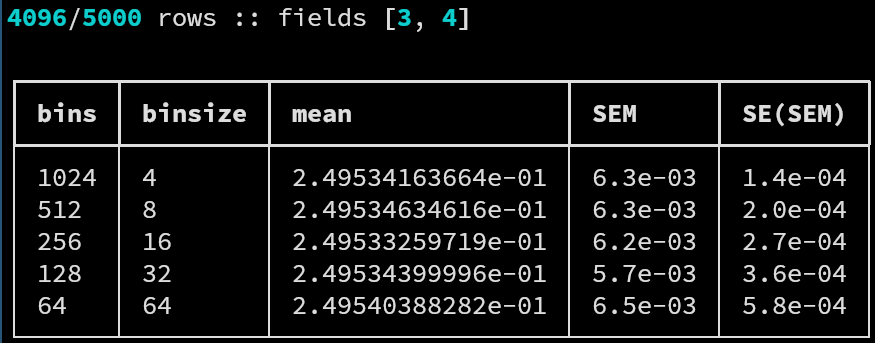 4096/5000 rows :: fields [3, 4]
bins binsize mean SEM SE(SEM)
1024 4 2.49534163664e-01 6.3e-03 1.4e-04
512 8 2.49534634616e-01 6.3e-03 2.0e-04
256 16 2.49533259719e-01 6.2e-03 2.7e-04
128 32 2.49534399996e-01 5.7e-03 3.6e-04
64 64 2.49540388282e-01 6.5e-03 5.8e-04